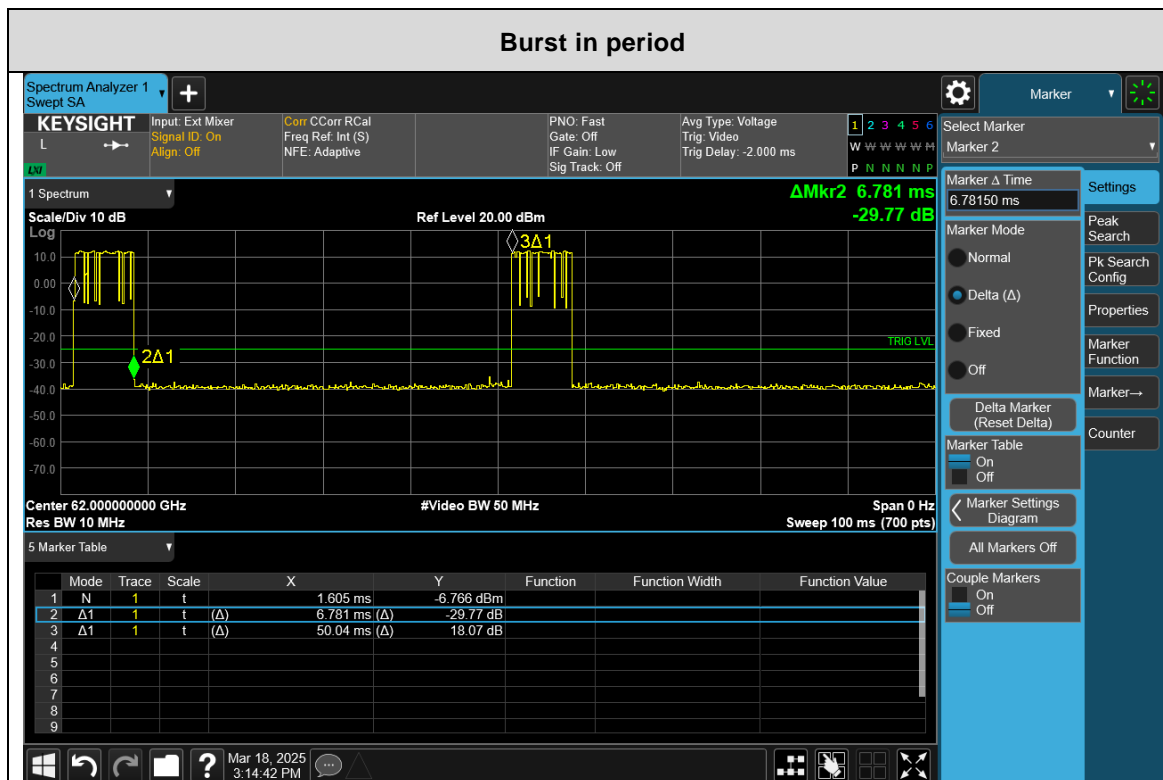 Burst in period
Spectrum Analyzer 1
Swept SA
Marker
KEYSIGHT
L
LXI
Input: Ext Mixer
Signal ID: On
Align: Off
Corr CCorr RCal
Freq Ref: Int (S)
NFE: Adaptive
PNO: Fast
Gate: Off
IF Gain: Low
Sig Track: Off
Avg Type: Voltage
Trig: Video
Trig Delay: -2.000 ms
1 2 3 4 5 6
W W W W W W
P N N N N P
Select Marker
Marker 2
1 Spectrum
Scale/Div 10 dB
Ref Level 20.00 dBm
ΔMkr2 6.781 ms
-29.77 dB
Log
10.0
0.00
-10.0
-20.0
-30.0
-40.0
-50.0
-60.0
-70.0
3Δ1
2Δ1
TRIG LVL
Center 62.000000000 GHz
Res BW 10 MHz
#Video BW 50 MHz
Span 0 Hz
Sweep 100 ms (700 pts)
Marker Δ Time
6.78150 ms
Marker Mode
Normal
Delta (Δ)
Fixed
Off
Delta Marker
(Reset Delta)
Marker Table
On
Off
Marker Settings
Diagram
All Markers Off
Couple Markers
On
Off
Settings
Peak
Search
Pk Search
Config
Properties
Marker
Function
Marker→
Counter
5 Marker Table
Mode Trace Scale X Y Function Function Width Function Value
1 N 1 t 1.605 ms -6.766 dBm
2 Δ1 1 t (Δ) 6.781 ms (Δ) -29.77 dB
3 Δ1 1 t (Δ) 50.04 ms (Δ) 18.07 dB
4
5
6
7
8
9
?
Mar 18, 2025
3:14:42 PM